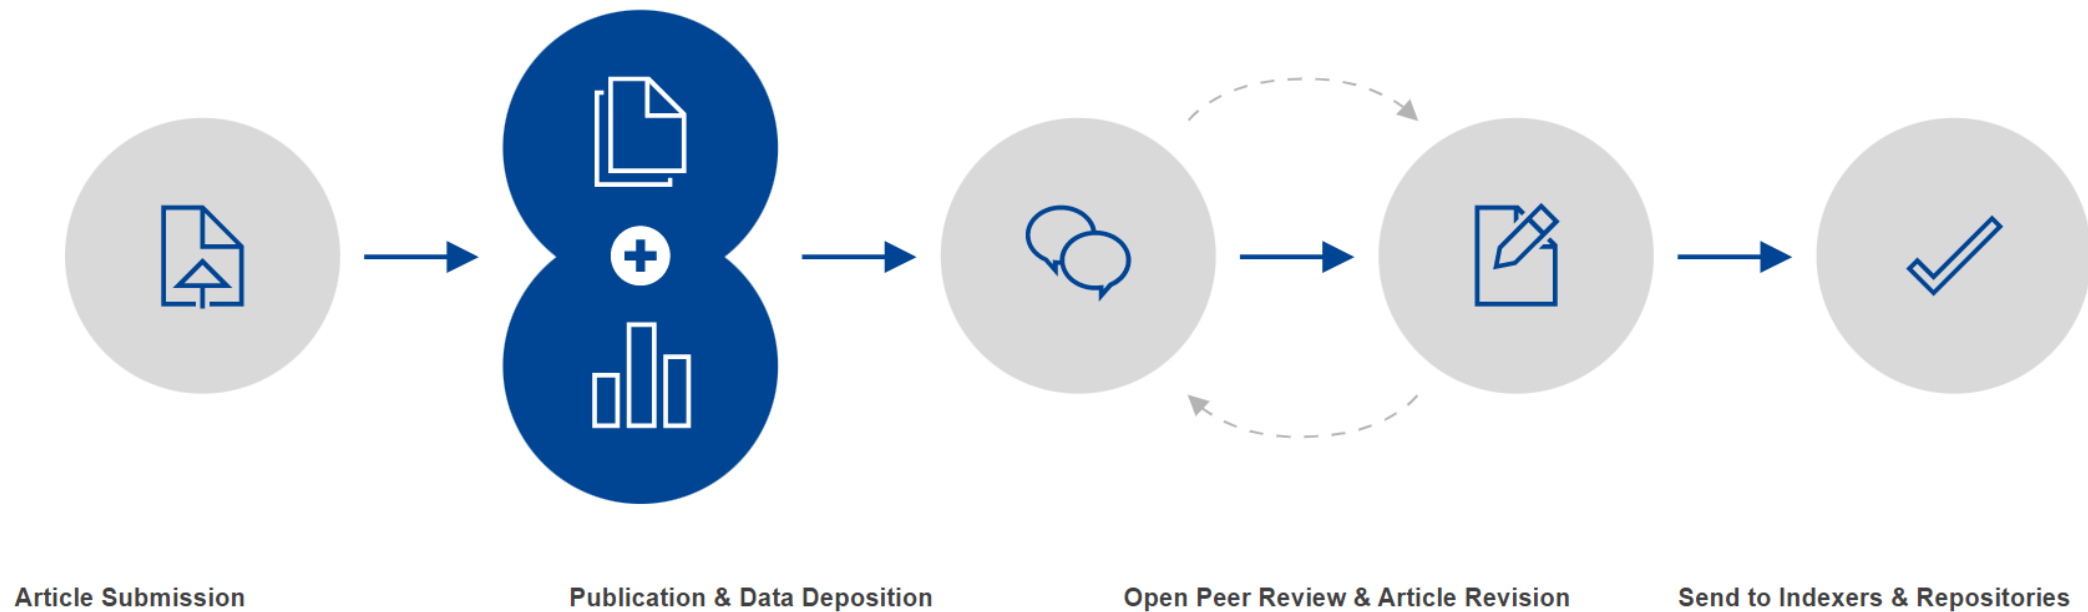 Article Submission
Publication & Data Deposition
Open Peer Review & Article Revision
Send to Indexers & Repositories